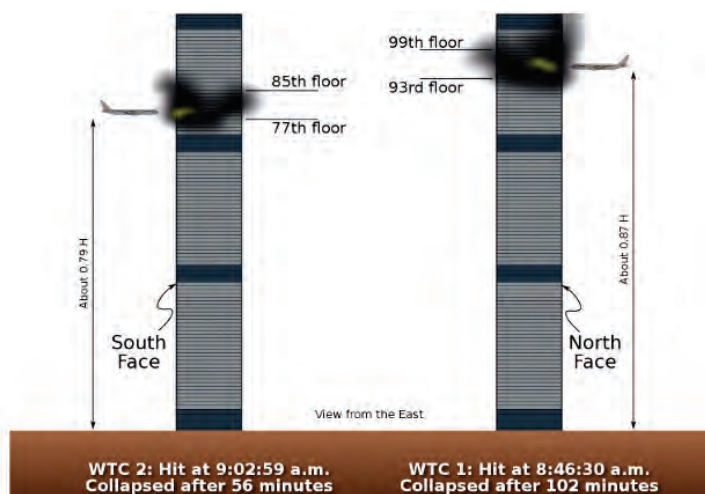 99th floor
93rd floor
85th floor
77th floor
About 0.79 H
About 0.87 H
South
Face
North
Face
View from the East
WTC 2: Hit at 9:02:59 a.m.
Collapsed after 56 minutes
WTC 1: Hit at 8:46:30 a.m.
Collapsed after 102 minutes